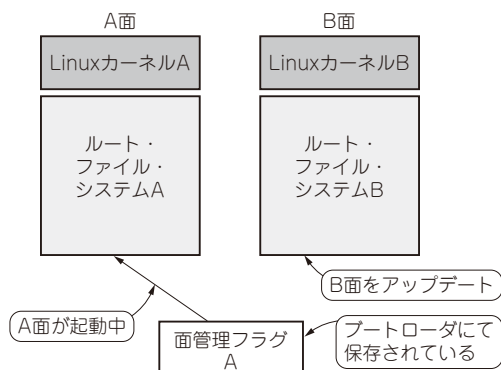 A面
B面
LinuxカーネルA
LinuxカーネルB
ルート・
ファイル・
システムA
ルート・
ファイル・
システムB
B面をアップデート
A面が起動中
面管理フラグ
A
ブートローダにて
保存されている